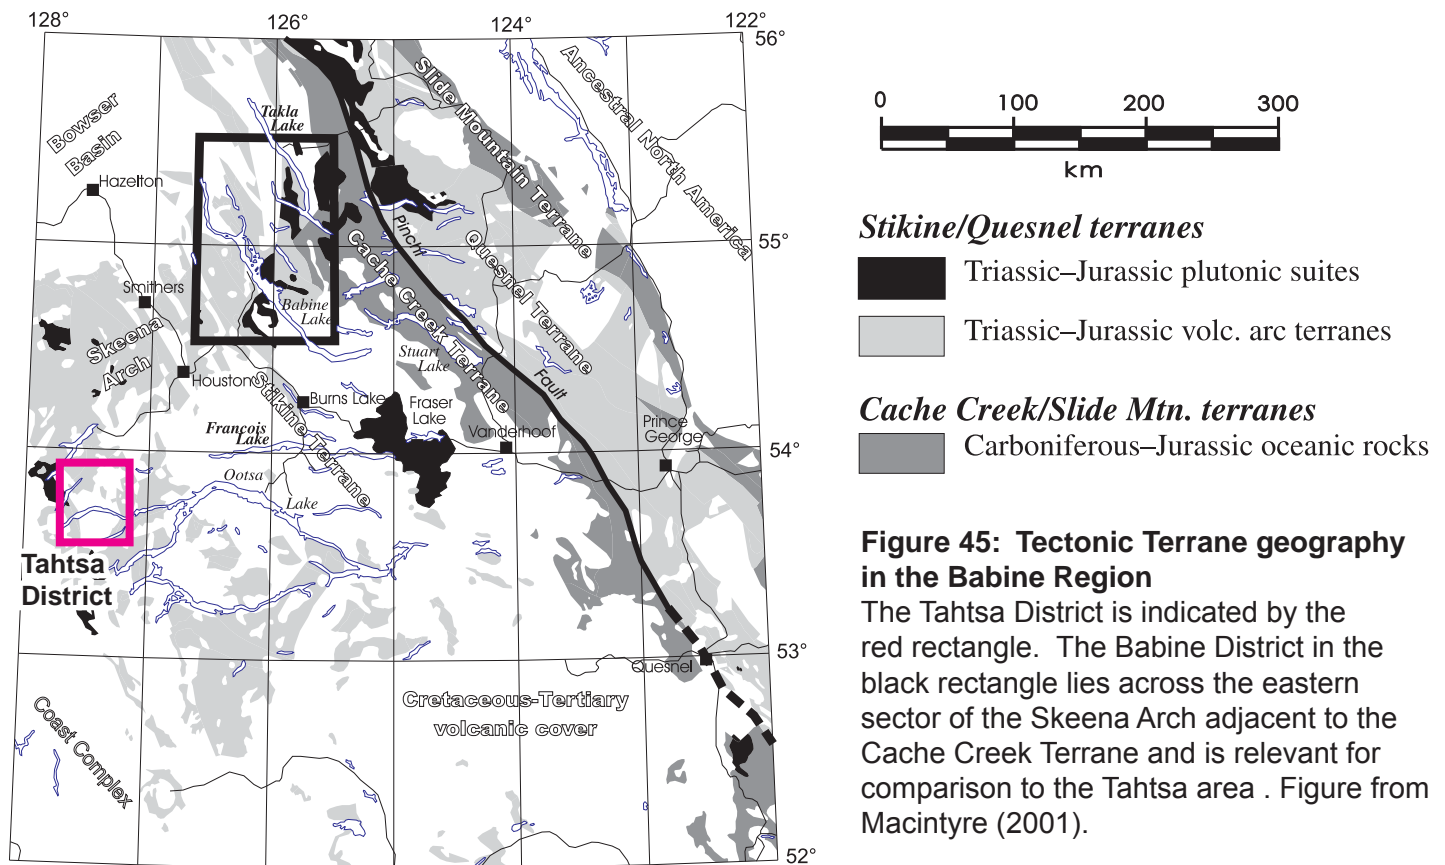 128°
126°
124°
122°
56°
Bowser
Basin
Takla
Lake
Slide Mountain Terrane
Ancestral North America
Hazelton
Pinchi
55°
Cache Creek Terrane
Quesnel Terrane
Smithers
Babine
Lake
Skeena
Arch
Stuart
Lake
Houston
Stikine Terrane
Burns Lake
Fraser
Lake
Fault
Francois
Lake
Vanderhoof
Prince
George
54°
Ootsa
Lake
Tahtsa
District
53°
Quesnel
Cretaceous-Tertiary
volcanic cover
Coast Complex
52°
0 100 200 300
km
Stikine/Quesnel terranes
Triassic–Jurassic plutonic suites
Triassic–Jurassic volc. arc terranes
Cache Creek/Slide Mtn. terranes
Carboniferous–Jurassic oceanic rocks
Figure 45: Tectonic Terrane geography
in the Babine Region
The Tahtsa District is indicated by the
red rectangle. The Babine District in the
black rectangle lies across the eastern
sector of the Skeena Arch adjacent to the
Cache Creek Terrane and is relevant for
comparison to the Tahtsa area . Figure from
Macintyre (2001).